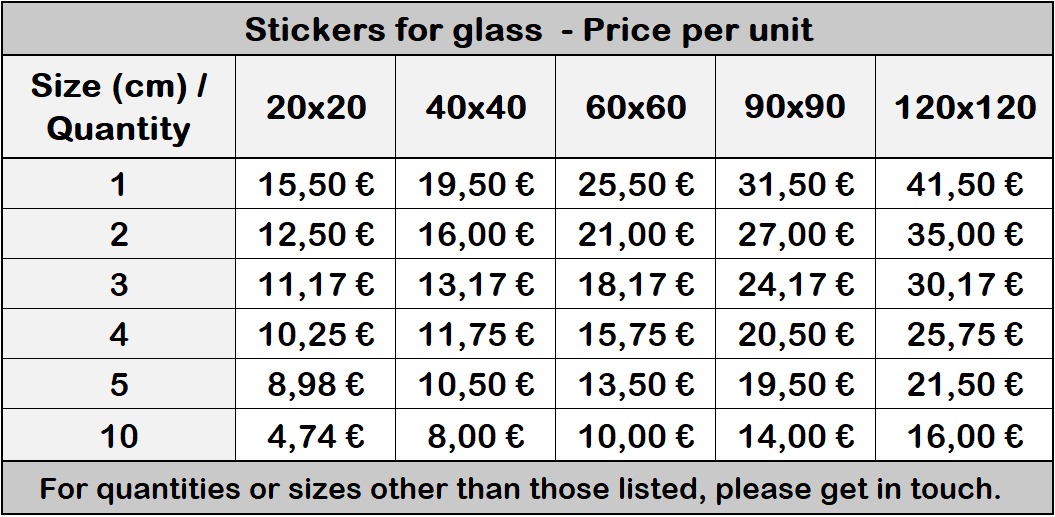 Stickers for glass - Price per unit
Size (cm) / Quantity 20x20 40x40 60x60 90x90 120x120
1 15,50 € 19,50 € 25,50 € 31,50 € 41,50 €
2 12,50 € 16,00 € 21,00 € 27,00 € 35,00 €
3 11,17 € 13,17 € 18,17 € 24,17 € 30,17 €
4 10,25 € 11,75 € 15,75 € 20,50 € 25,75 €
5 8,98 € 10,50 € 13,50 € 19,50 € 21,50 €
10 4,74 € 8,00 € 10,00 € 14,00 € 16,00 €
For quantities or sizes other than those listed, please get in touch.